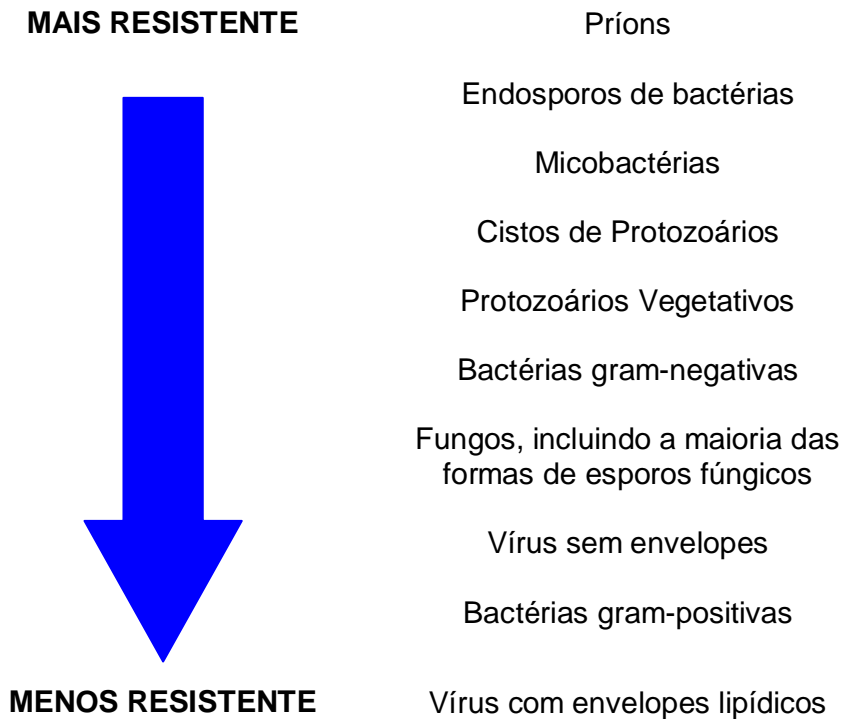 MAIS RESISTENTE
Príons
Endosporos de bactérias
Micobactérias
Cistos de Protozoários
Protozoários Vegetativos
Bactérias gram-negativas
Fungos, incluindo a maioria das
formas de esporos fúngicos
Vírus sem envelopes
Bactérias gram-positivas
MENOS RESISTENTE
Vírus com envelopes lipídicos